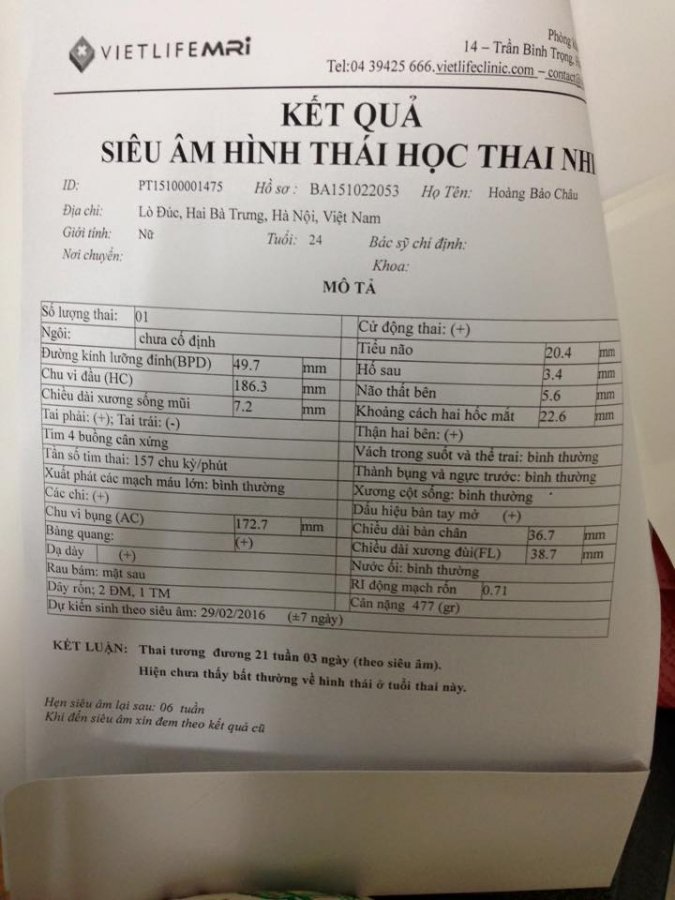 VIETLIFEMRI
Phòng
14 – Trần Bình Trọng,
Tel:04 39425 666.vietlifeclinic.com – contact
KẾT QUẢ
SIÊU ÂM HÌNH THÁI HỌC THAI NHI
ID: PT15100001475 Hồ sơ : BA151022053 Họ Tên: Hoàng Bảo Châu
Địa chỉ: Lò Đúc, Hai Bà Trưng, Hà Nội, Việt Nam
Giới tính: Nữ Tuổi: 24 Bác sỹ chỉ định:
Nơi chuyển: Khoa:
MÔ TẢ
Số lượng thai: 01
Ngôi: chưa cố định
Đường kính lưỡng đỉnh(BPD) 49.7 mm
Chu vi đầu (HC) 186.3 mm
Chiều dài xương sống mũi 7.2 mm
Tai phải: (+); Tai trái: (-)
Tim 4 buồng cân xứng
Tần số tim thai: 157 chu kỳ/phút
Xuất phát các mạch máu lớn: bình thường
Các chi: (+)
Chu vi bụng (AC) 172.7 mm
Bàng quang: (+)
Dạ dày (+)
Rau bám: mặt sau
Dây rốn; 2 ĐM, 1 TM
Dự kiến sinh theo siêu âm: 29/02/2016 (±7 ngày)
Cử động thai: (+)
Tiểu não 20.4 mm
Hố sau 3.4 mm
Não thất bên 5.6 mm
Khoảng cách hai hốc mắt 22.6 mm
Thận hai bên: (+)
Vách trong suốt và thể trai: bình thường
Thành bụng và ngực trước: bình thường
Xương cột sống: bình thường
Dấu hiệu bàn tay mở (+)
Chiều dài bàn chân 36.7 mm
Chiều dài xương đùi(FL) 38.7 mm
Nước ối: bình thường
RI động mạch rốn 0.71
Cân nặng 477 (gr)
KẾT LUẬN: Thai tương đương 21 tuần 03 ngày (theo siêu âm).
Hiện chưa thấy bất thường về hình thái ở tuổi thai này.
Hẹn siêu âm lại sau: 06 tuần
Khi đến siêu âm xin đem theo kết quả cũ